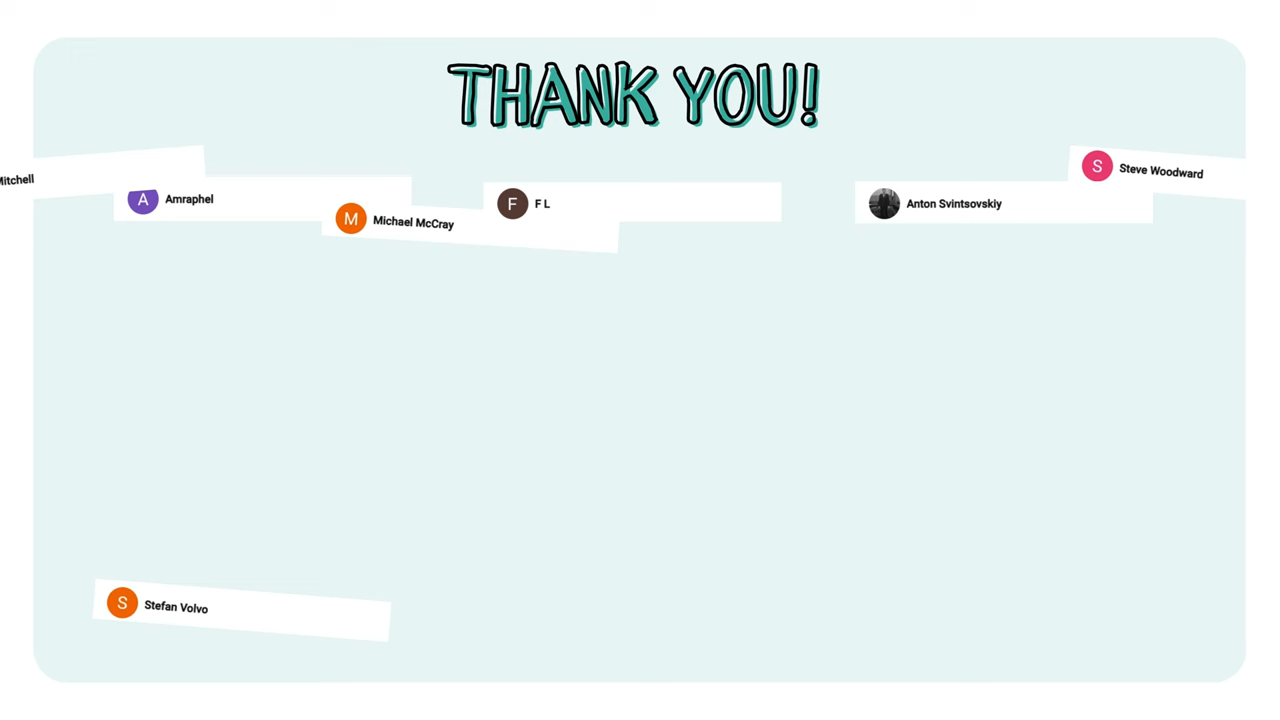 THANK YOU!
Mitchell
A Amraphel
M Michael McCray
F F L
Anton Svintsovskiy
S Steve Woodward
S Stefan Volvo